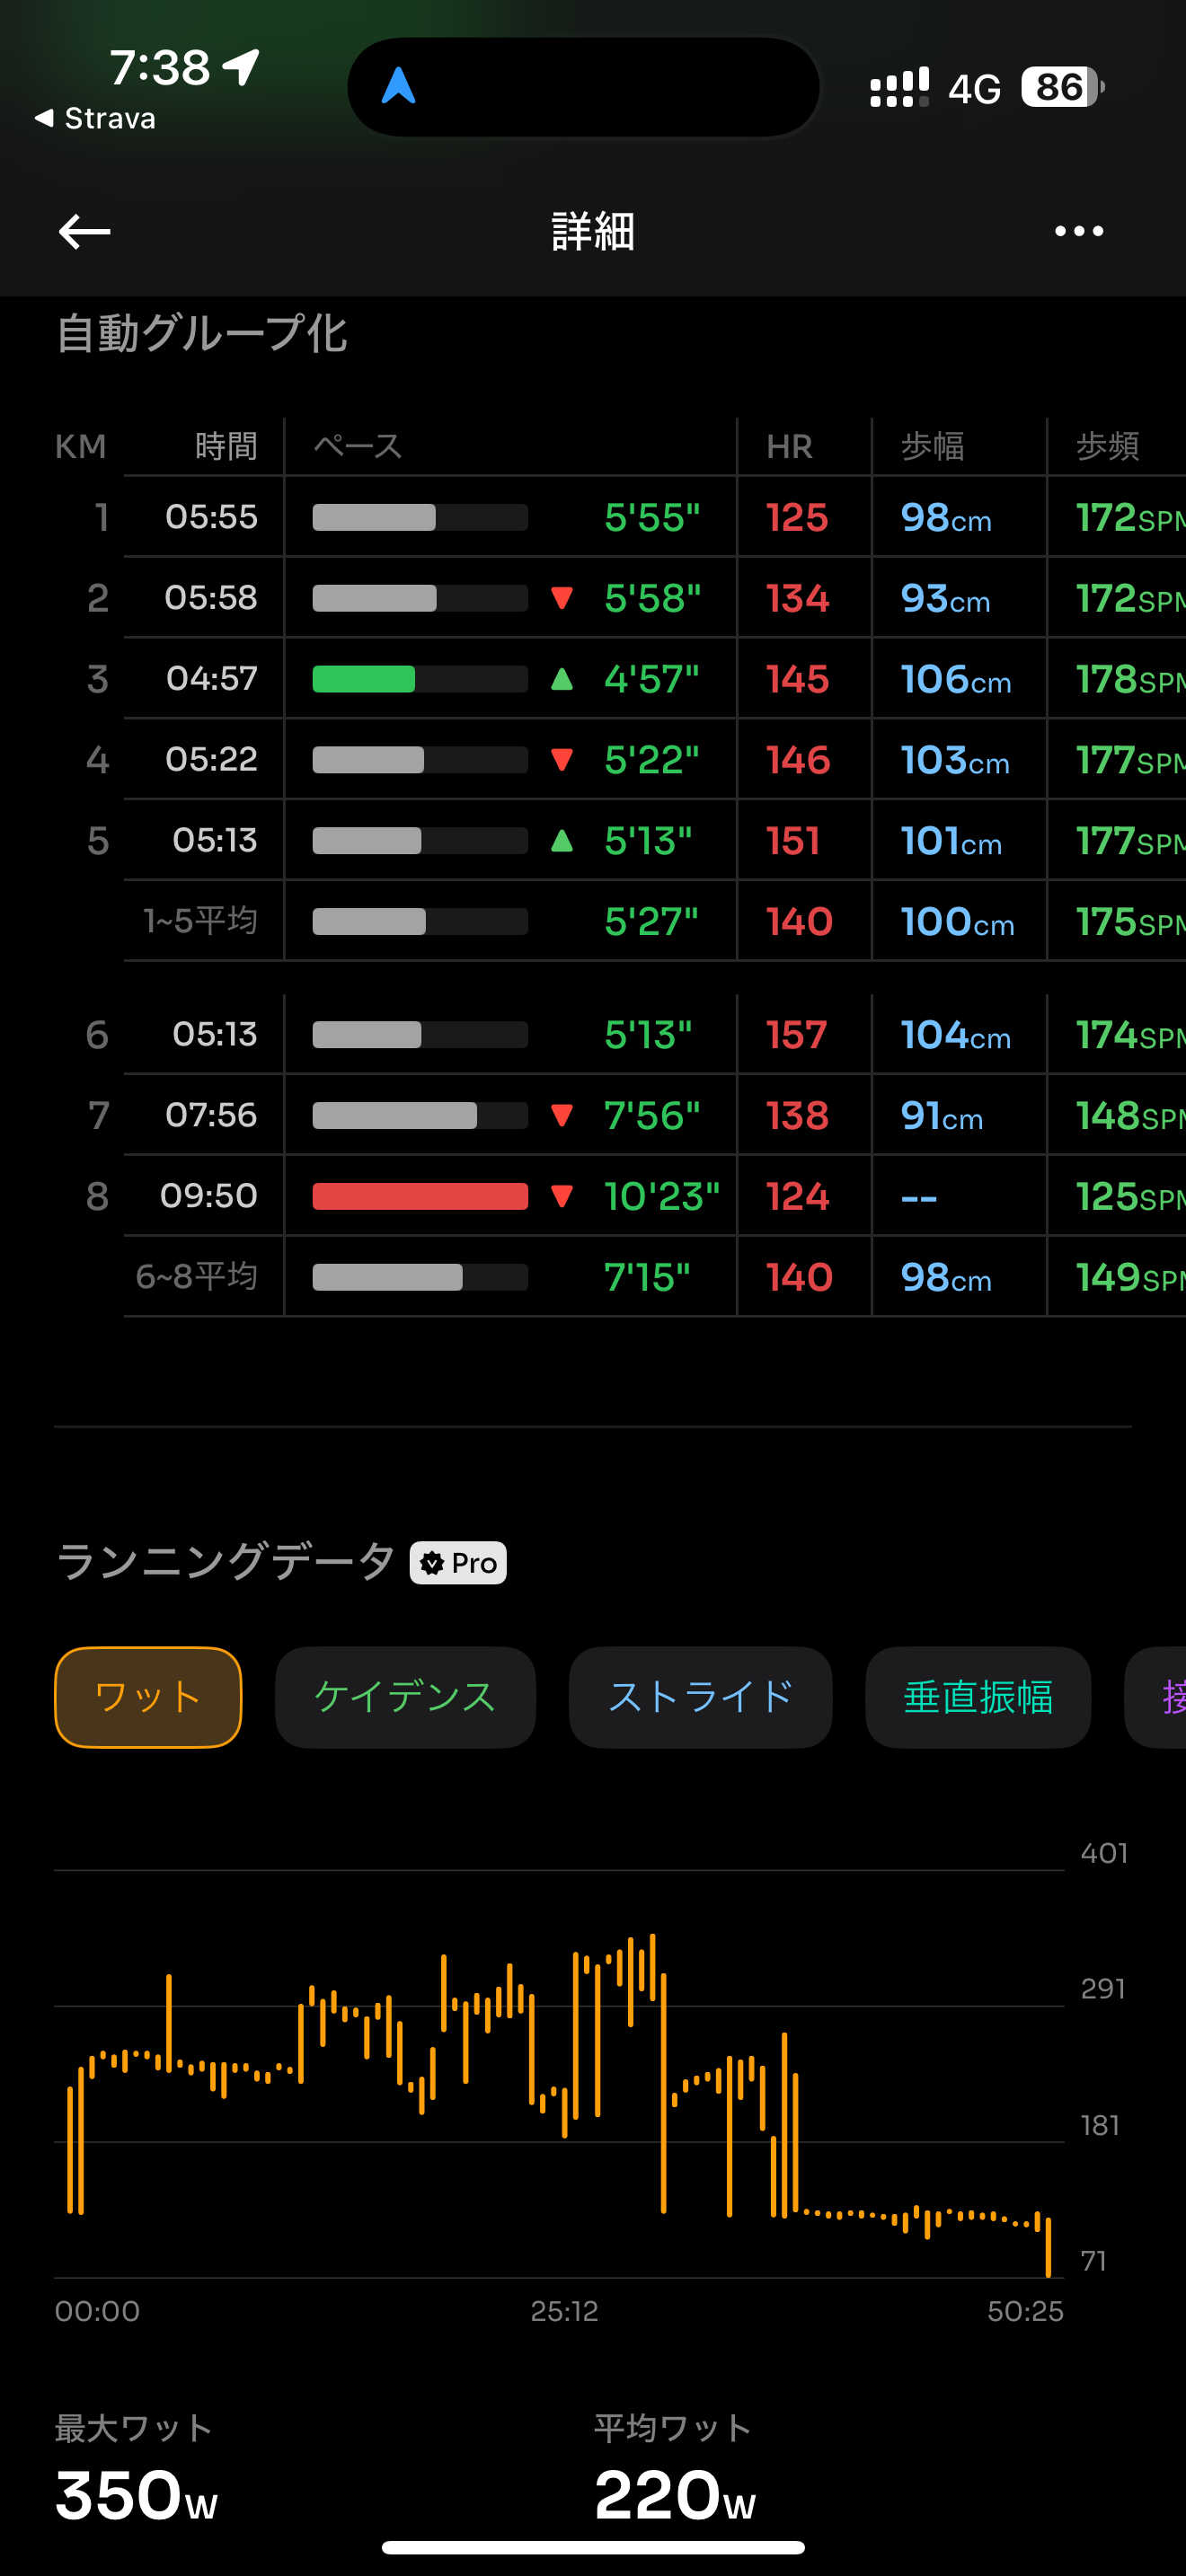 7:38
4G 86
Strava
詳細
自動グループ化
KM 時間 ペース HR 歩幅 歩頻
1 05:55 5'55" 125 98cm 172SPM
2 05:58 5'58" 134 93cm 172SPM
3 04:57 4'57" 145 106cm 178SPM
4 05:22 5'22" 146 103cm 177SPM
5 05:13 5'13" 151 101cm 177SPM
1~5平均 5'27" 140 100cm 175SPM
6 05:13 5'13" 157 104cm 174SPM
7 07:56 7'56" 138 91cm 148SPM
8 09:50 10'23" 124 -- 125SPM
6~8平均 7'15" 140 98cm 149SPM
ランニングデータ Pro
ワット ケイデンス ストライド 垂直振幅 接
401
291
181
71
00:00 25:12 50:25
最大ワット 平均ワット
350W 220W